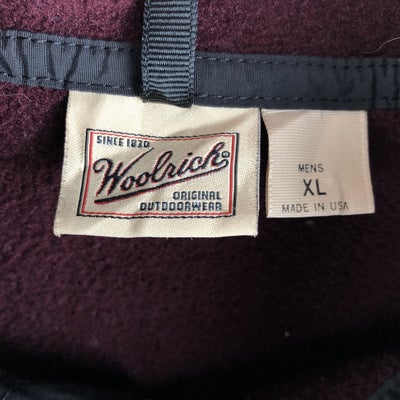 SINCE 1830
Woolrich®
ORIGINAL
OUTDOORWEAR
MENS
XL
MADE IN USA